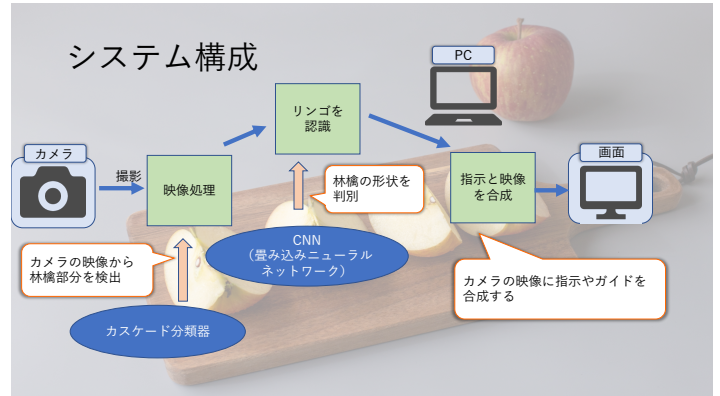 システム構成
PC
リンゴを
認識
カメラ
撮影
映像処理
林檎の形状を
判別
指示と映像
を合成
画面
カメラの映像から
林檎部分を検出
CNN
（畳み込みニューラル
ネットワーク）
カメラの映像に指示やガイドを
合成する
カスケード分類器